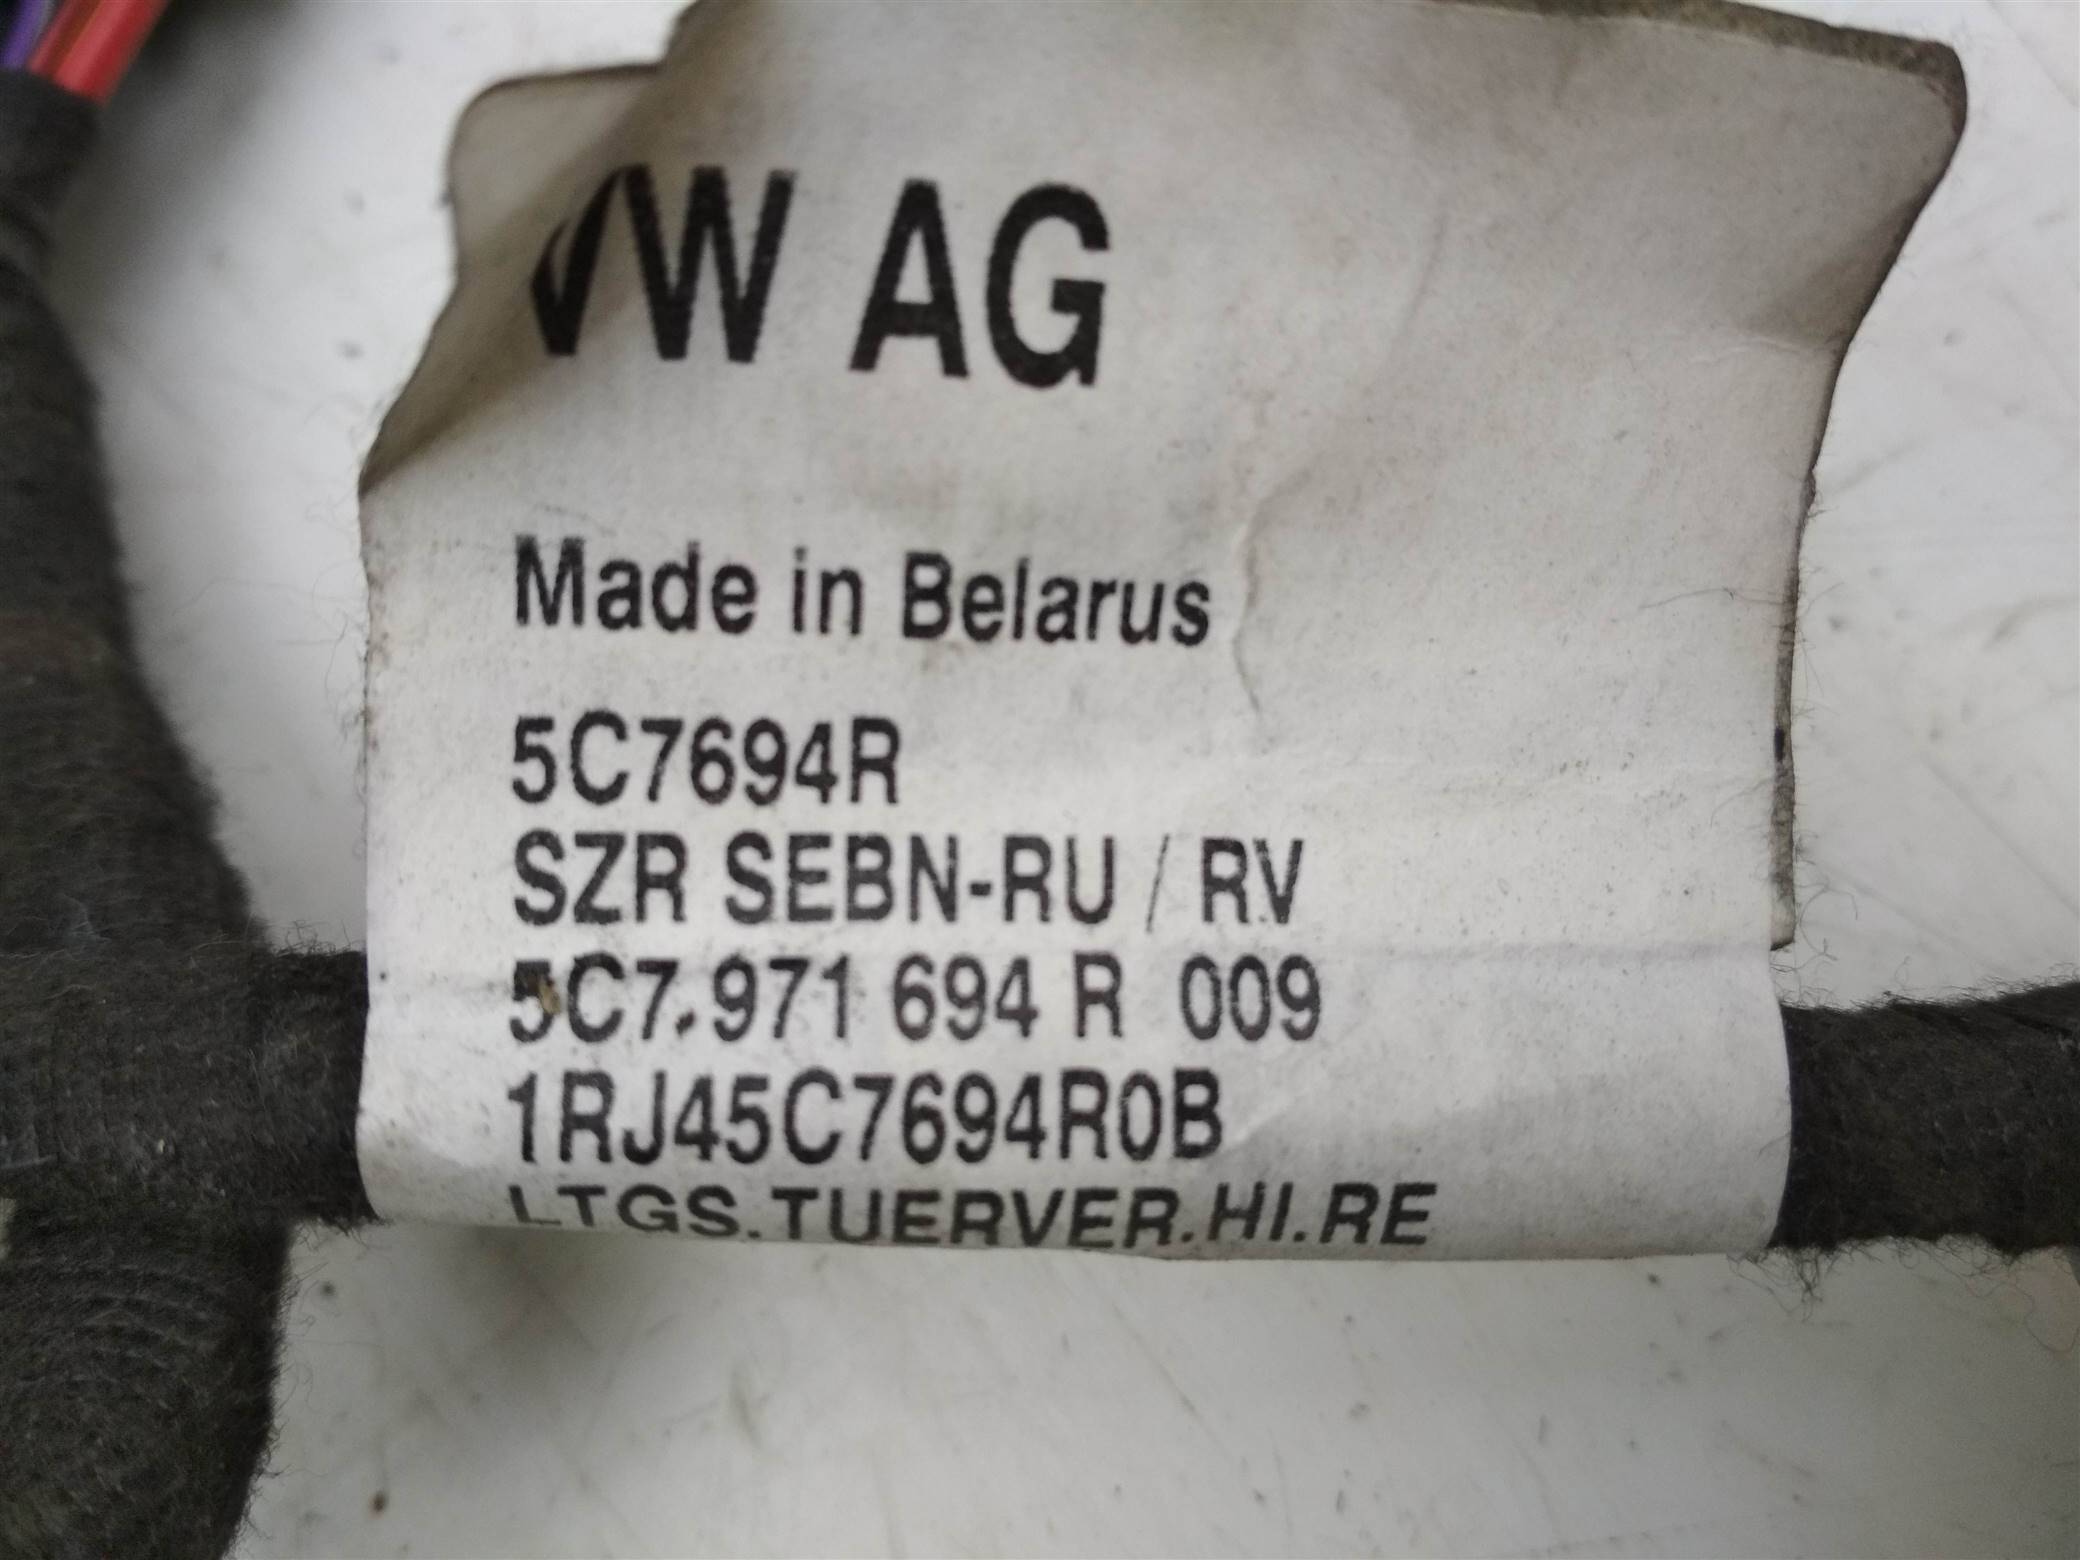 VW AG
Made in Belarus
5C7694R
SZR SEBN-RU / RV
5C7.971 694 R 009
1RJ45C7694R0B
LTGS.TUERVER.HI.RE